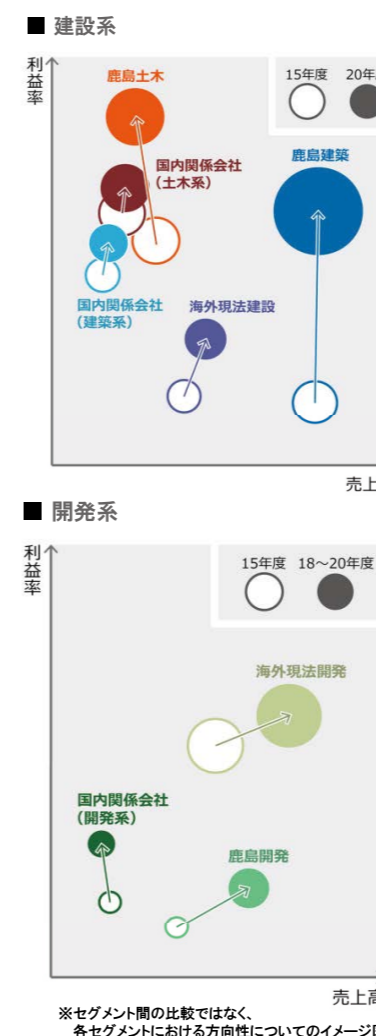 ■ 建設系
利益率
15年度 20年
鹿島土木
鹿島建築
国内関係会社
(土木系)
国内関係会社
(建築系)
海外現法建設
売上
■ 開発系
利益率
15年度 18～20年度
海外現法開発
国内関係会社
(開発系)
鹿島開発
売上高
※セグメント間の比較ではなく、
各セグメントにおける方向性についてのイメージ